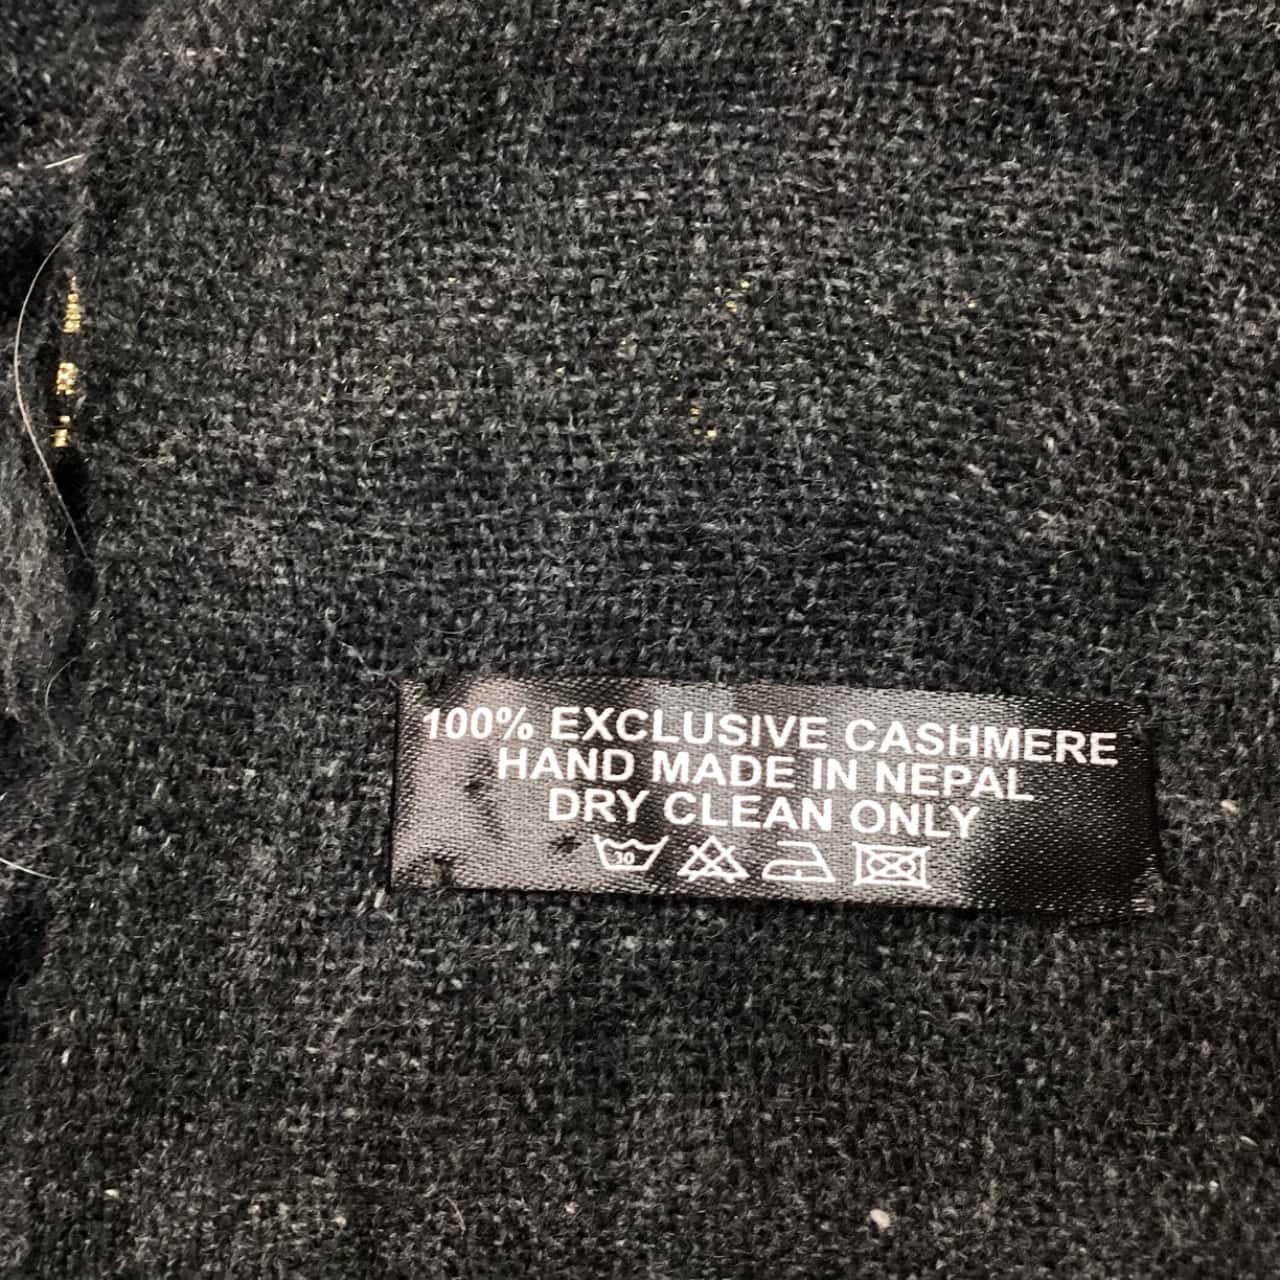 100% EXCLUSIVE CASHMERE
HAND MADE IN NEPAL
DRY CLEAN ONLY
30